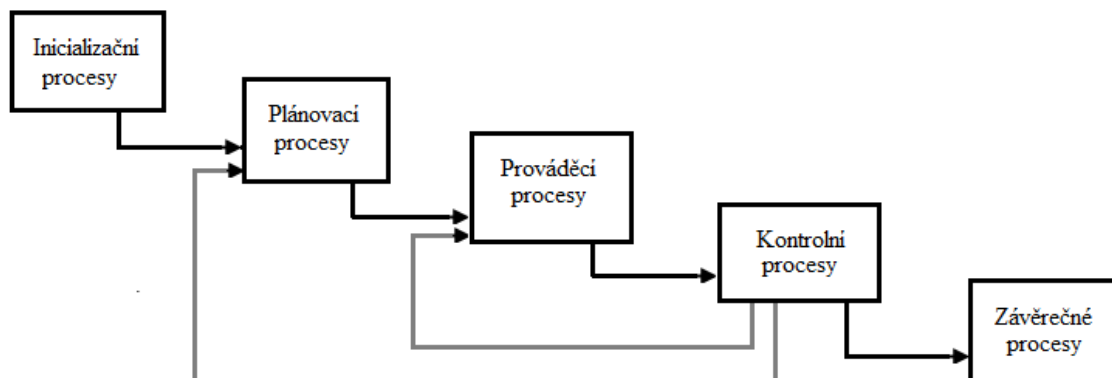 Inicializační
procesy
Plánovací
procesy
Prováděcí
procesy
Kontrolní
procesy
Závěrečné
procesy